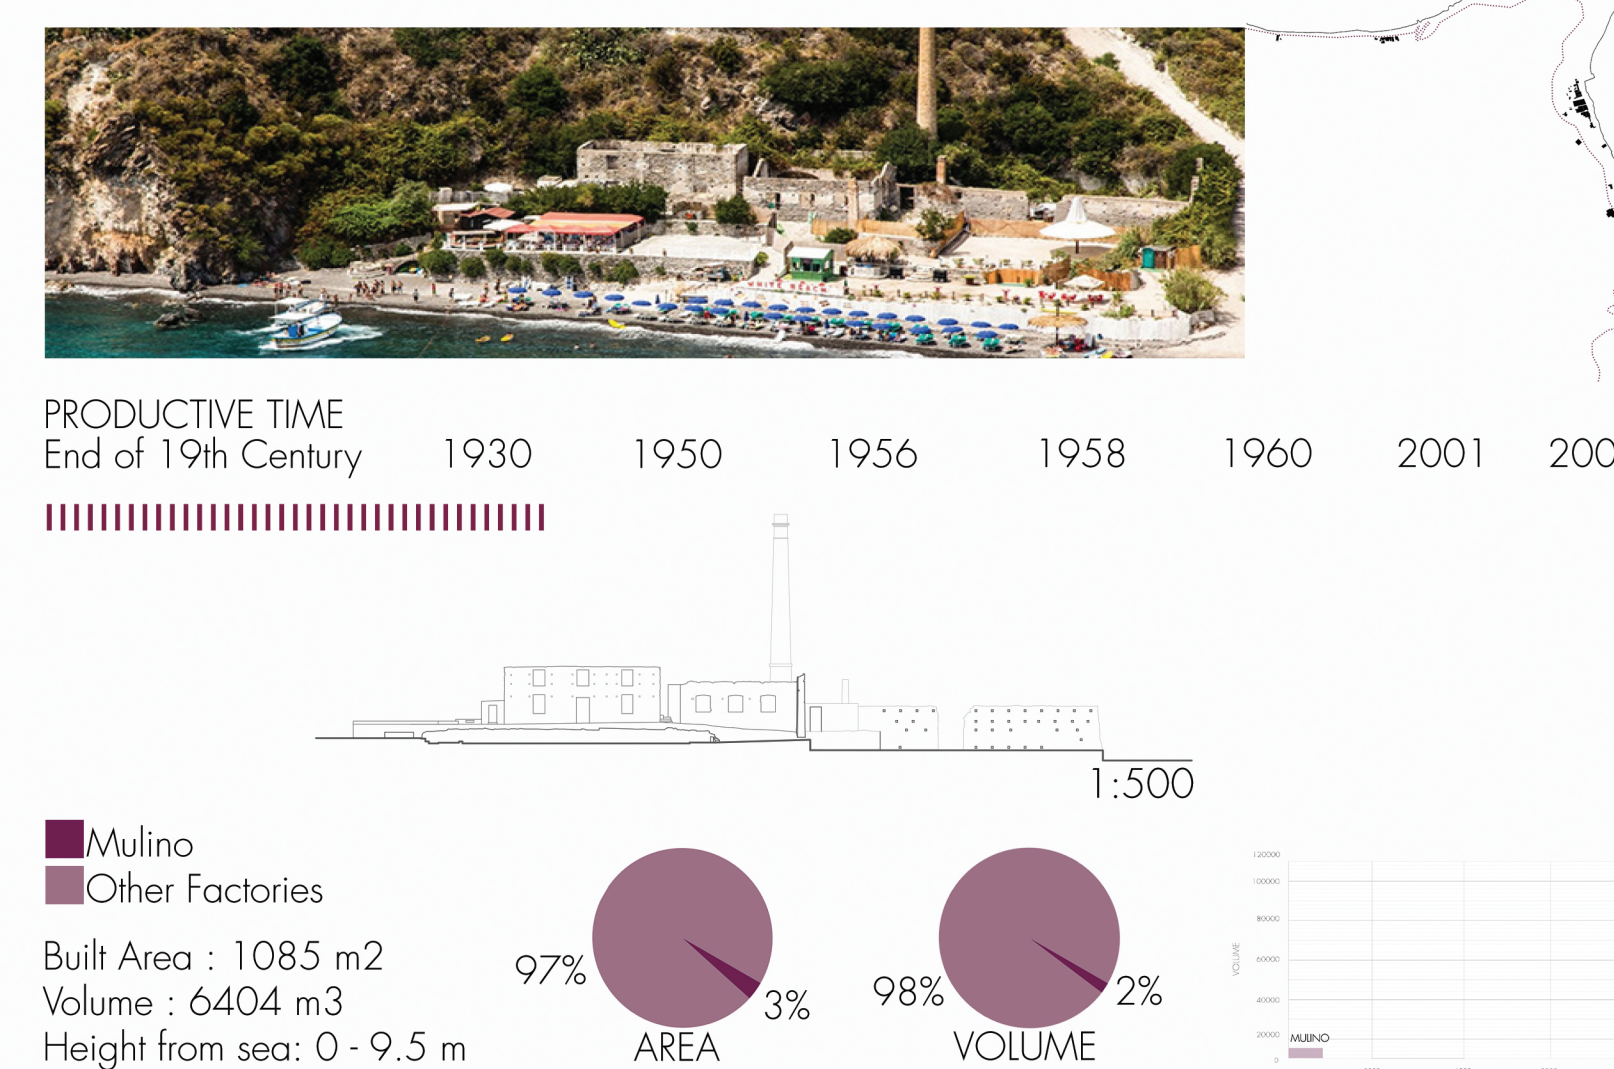 WHITE BEACH
PRODUCTIVE TIME
End of 19th Century 1930 1950 1956 1958 1960 2001
1:500
Mulino
Other Factories
Built Area : 1085 m2
Volume : 6404 m3
Height from sea: 0 - 9.5 m
97%
3%
AREA
98%
2%
VOLUME
120000
100000
80000
60000
40000
20000
0
VOLUME
MULINO